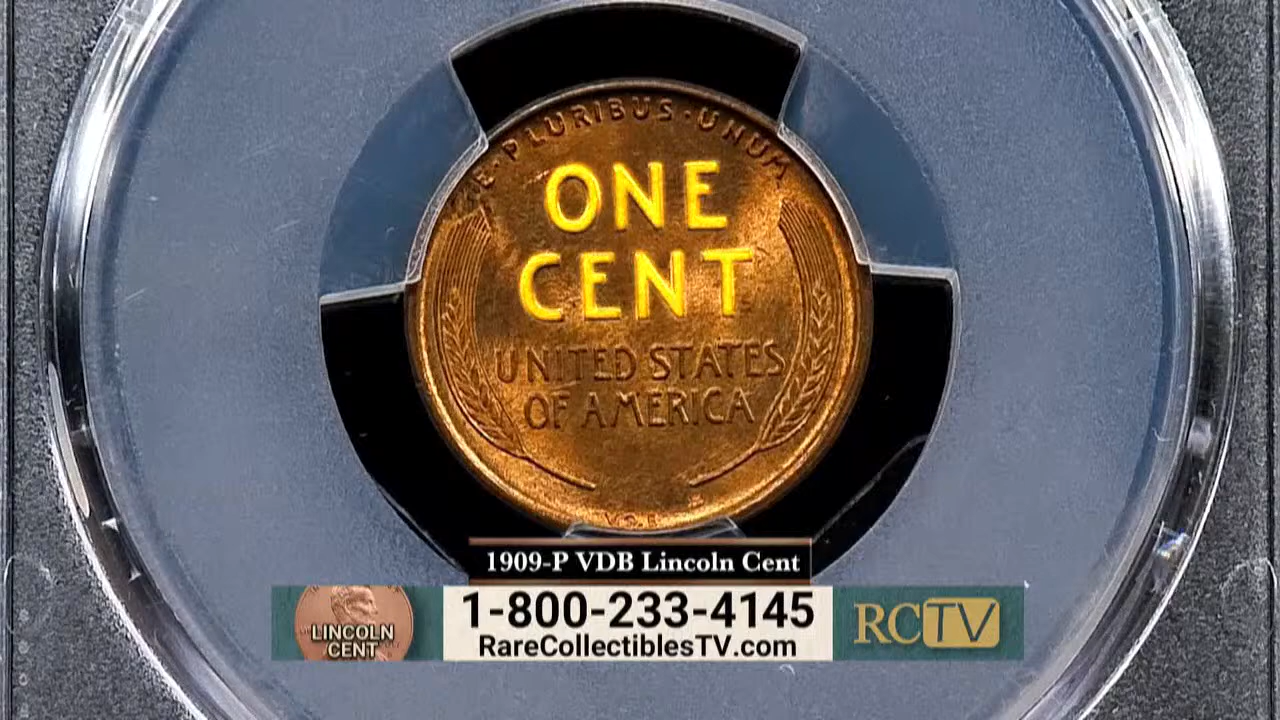 E · PLURIBUS · UNUM
ONE
CENT
UNITED STATES
OF AMERICA
1909-P VDB Lincoln Cent
LINCOLN
CENT
1-800-233-4145
RareCollectiblesTV.com
RCTV